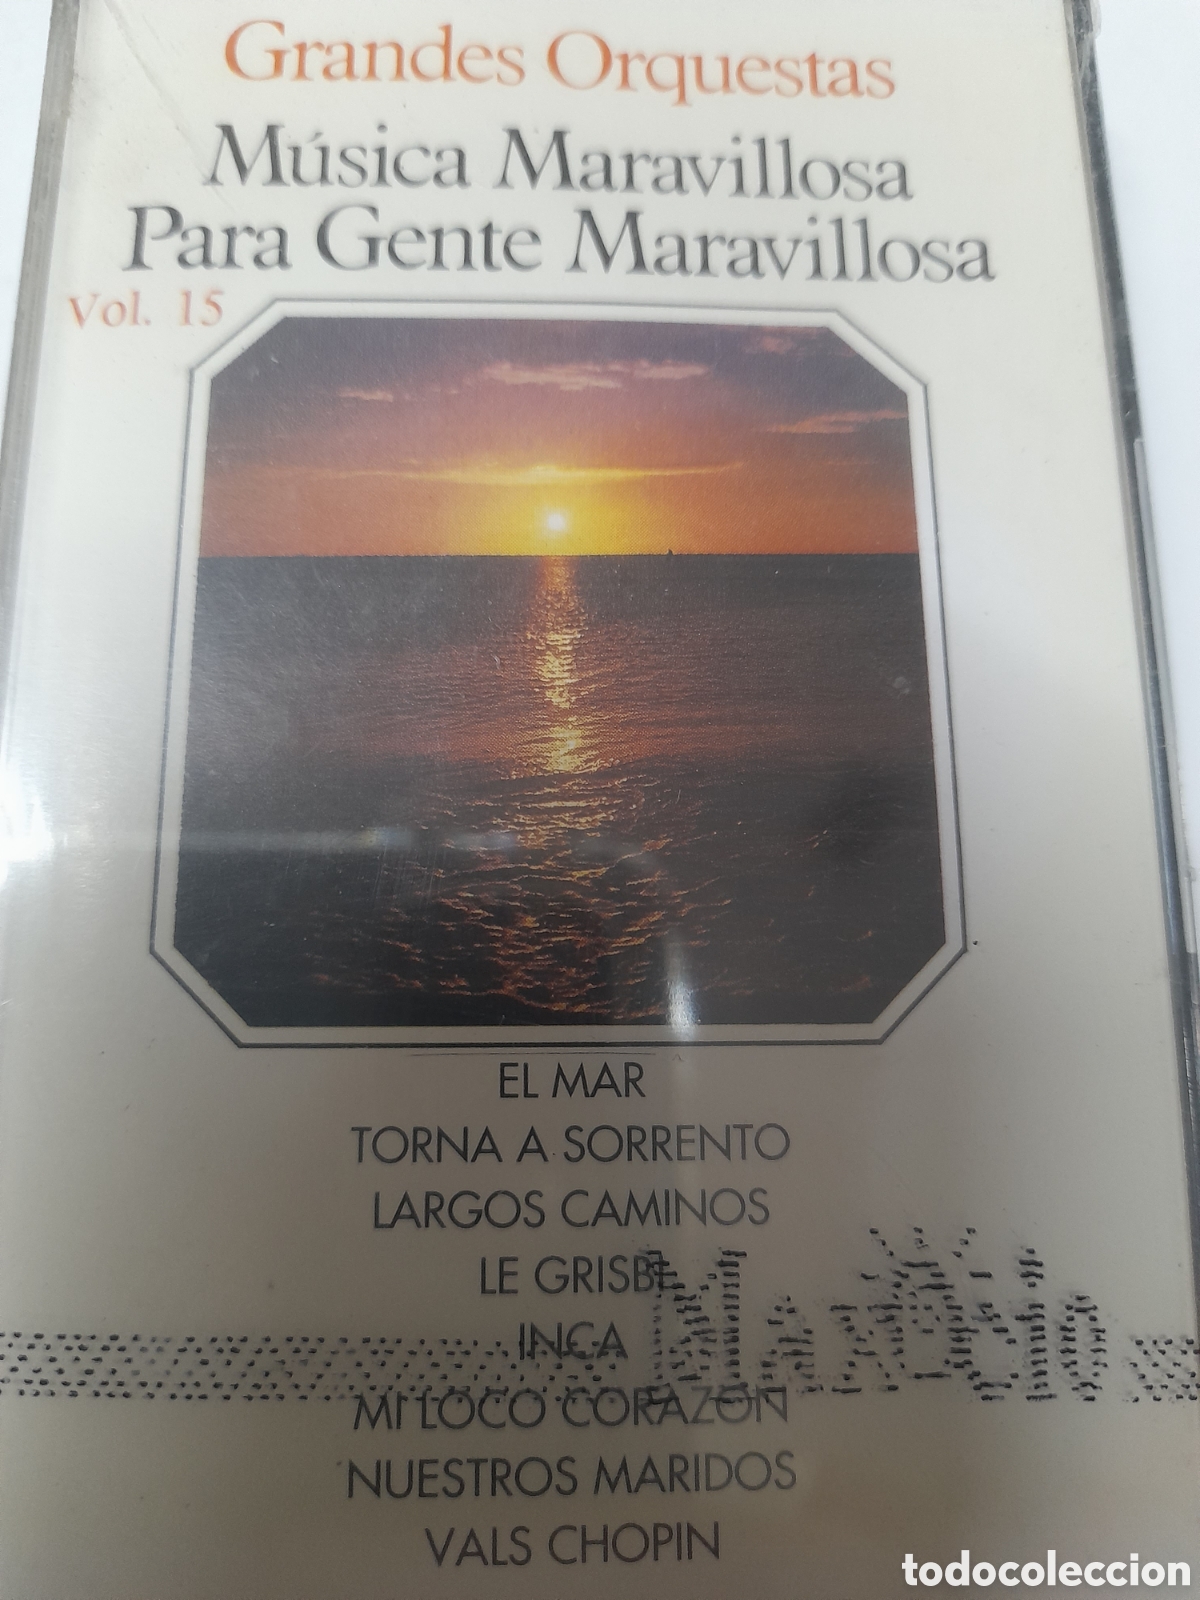 Grandes Orquestas
Música Maravillosa
Para Gente Maravillosa
Vol. 15
EL MAR
TORNA A SORRENTO
LARGOS CAMINOS
LE GRISBE
INCA
MI LOCO CORAZON
NUESTROS MARIDOS
VALS CHOPIN
todocoleccion